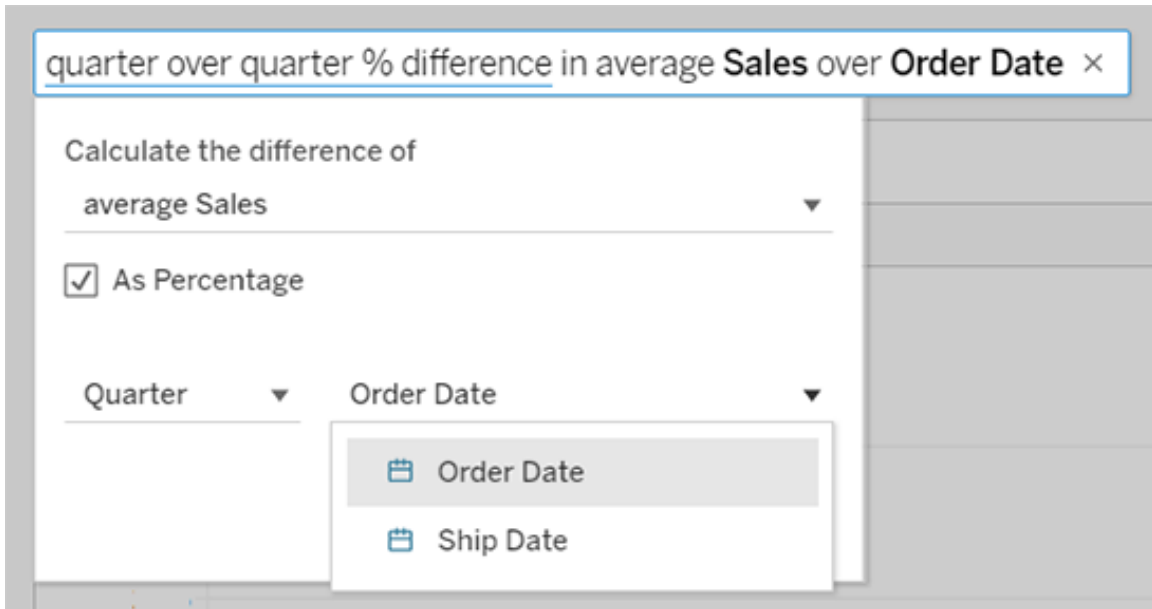 quarter over quarter % difference in average Sales over Order Date ×
Calculate the difference of
average Sales
As Percentage
Quarter Order Date
Order Date
Ship Date